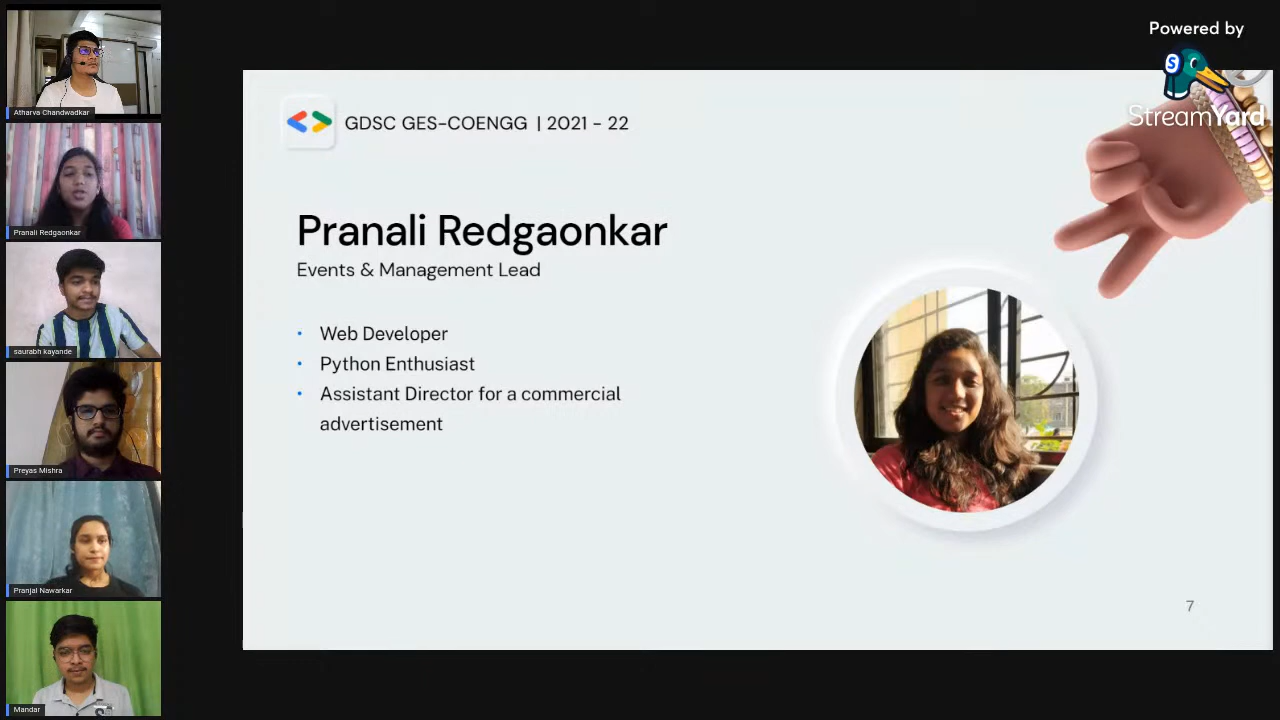 Powered by
StreamYard
GDSC GES-COENGG | 2021 - 22
Pranali Redgaonkar
Events & Management Lead
• Web Developer
• Python Enthusiast
• Assistant Director for a commercial
advertisement
7
Atharva Chandwadkar
Pranali Redgaonkar
saurabh kayande
Preyas Mishra
Pranjal Nawarkar
Mandar